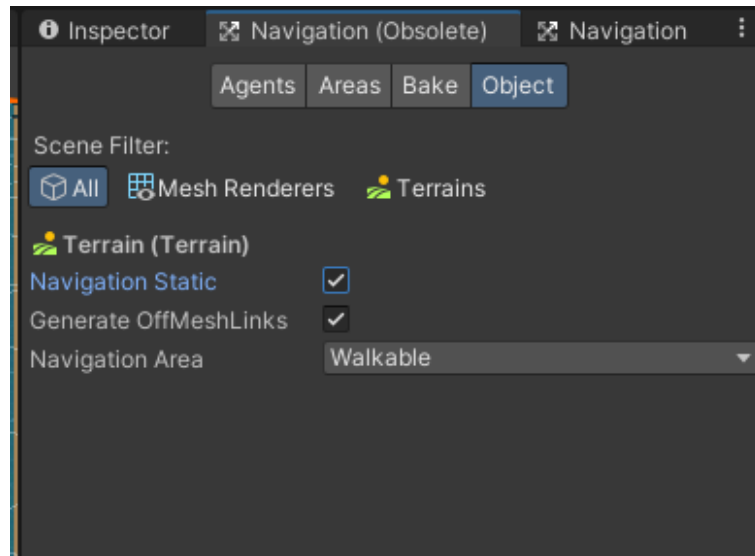 Inspector Navigation (Obsolete) Navigation
Agents Areas Bake Object
Scene Filter:
All Mesh Renderers Terrains
Terrain (Terrain)
Navigation Static
Generate OffMeshLinks
Navigation Area Walkable